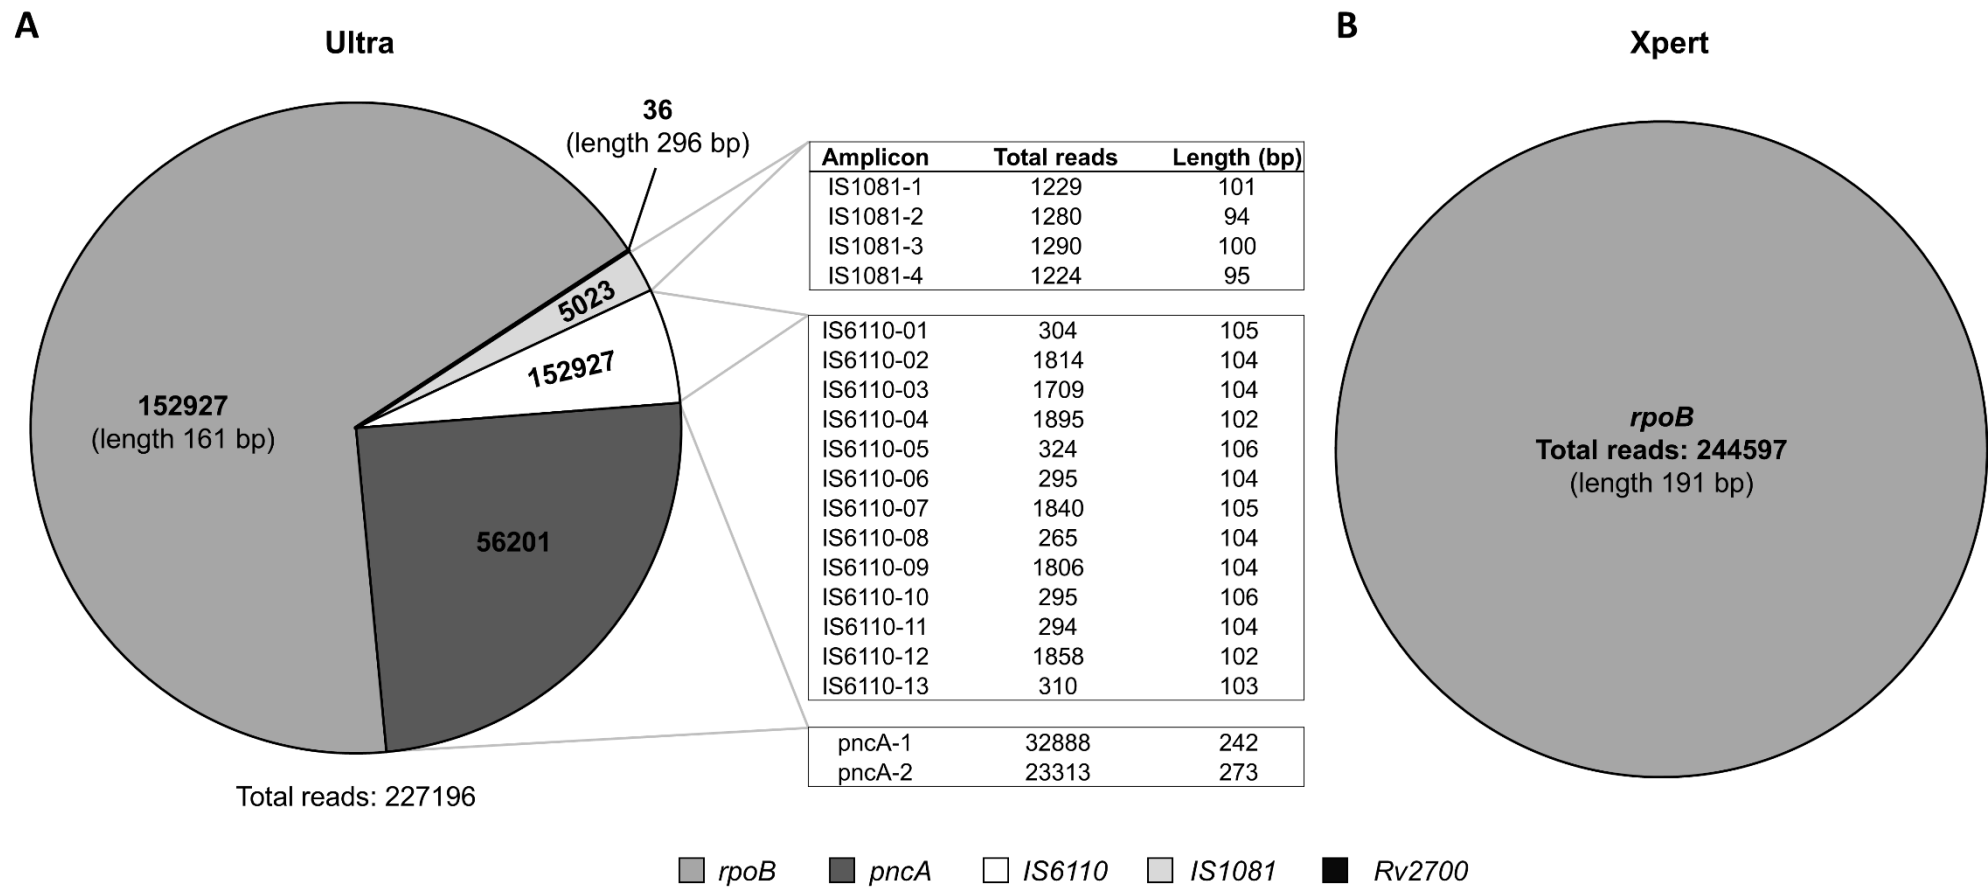 A
Ultra
36
(length 296 bp)
5023
152927
152927
(length 161 bp)
56201
Total reads: 227196
Amplicon Total reads Length (bp)
IS1081-1 1229 101
IS1081-2 1280 94
IS1081-3 1290 100
IS1081-4 1224 95
IS6110-01 304 105
IS6110-02 1814 104
IS6110-03 1709 104
IS6110-04 1895 102
IS6110-05 324 106
IS6110-06 295 104
IS6110-07 1840 105
IS6110-08 265 104
IS6110-09 1806 104
IS6110-10 295 106
IS6110-11 294 104
IS6110-12 1858 102
IS6110-13 310 103
pncA-1 32888 242
pncA-2 23313 273
B
Xpert
rpoB
Total reads: 244597
(length 191 bp)
rpoB pncA IS6110 IS1081 Rv2700